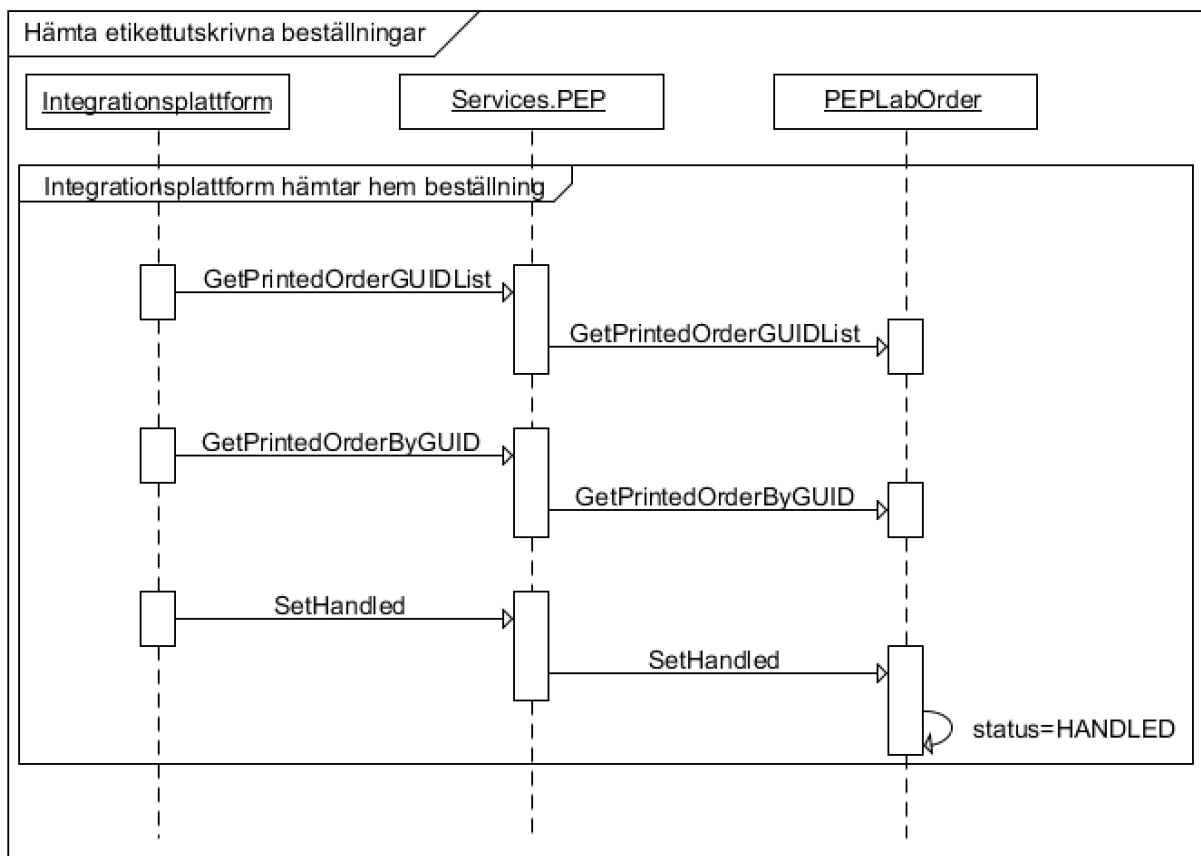 Hämta etikettutskrivna beställningar
Integrationsplattform
Services.PEP
PEPLabOrder
Integrationsplattform hämtar hem beställning
GetPrintedOrderGUIDList
GetPrintedOrderGUIDList
GetPrintedOrderByGUID
GetPrintedOrderByGUID
SetHandled
SetHandled
status=HANDLED